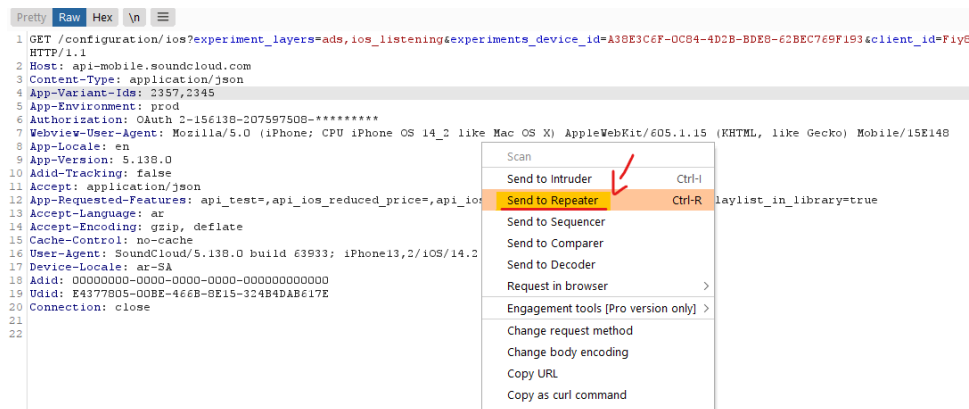 Pretty Raw Hex \n
1 GET /configuration/ios?experiment_layers=ads,ios_listening&experiments_device_id=A38E3C6F-0C84-4D2B-BDE8-62BEC769F193&client_id=Fiy8
HTTP/1.1
2 Host: api-mobile.soundcloud.com
3 Content-Type: application/json
4 App-Variant-Ids: 2357,2345
5 App-Environment: prod
6 Authorization: OAuth 2-156138-207597508-*********
7 Webview-User-Agent: Mozilla/5.0 (iPhone; CPU iPhone OS 14_2 like Mac OS X) AppleWebKit/605.1.15 (KHTML, like Gecko) Mobile/15E148
8 App-Locale: en
9 App-Version: 5.138.0
10 Adid-Tracking: false
11 Accept: application/json
12 App-Requested-Features: api_test=,api_ios_reduced_price=,api_ios laylist_in_library=true
13 Accept-Language: ar
14 Accept-Encoding: gzip, deflate
15 Cache-Control: no-cache
16 User-Agent: SoundCloud/5.138.0 build 63933; iPhone13,2/iOS/14.2
17 Device-Locale: ar-SA
18 Adid: 00000000-0000-0000-0000-000000000000
19 Udid: E4377805-00BE-466B-8E15-324B4DAB617E
20 Connection: close
21
22
Scan
Send to Intruder Ctrl-I
Send to Repeater Ctrl-R
Send to Sequencer
Send to Comparer
Send to Decoder
Request in browser >
Engagement tools [Pro version only] >
Change request method
Change body encoding
Copy URL
Copy as curl command